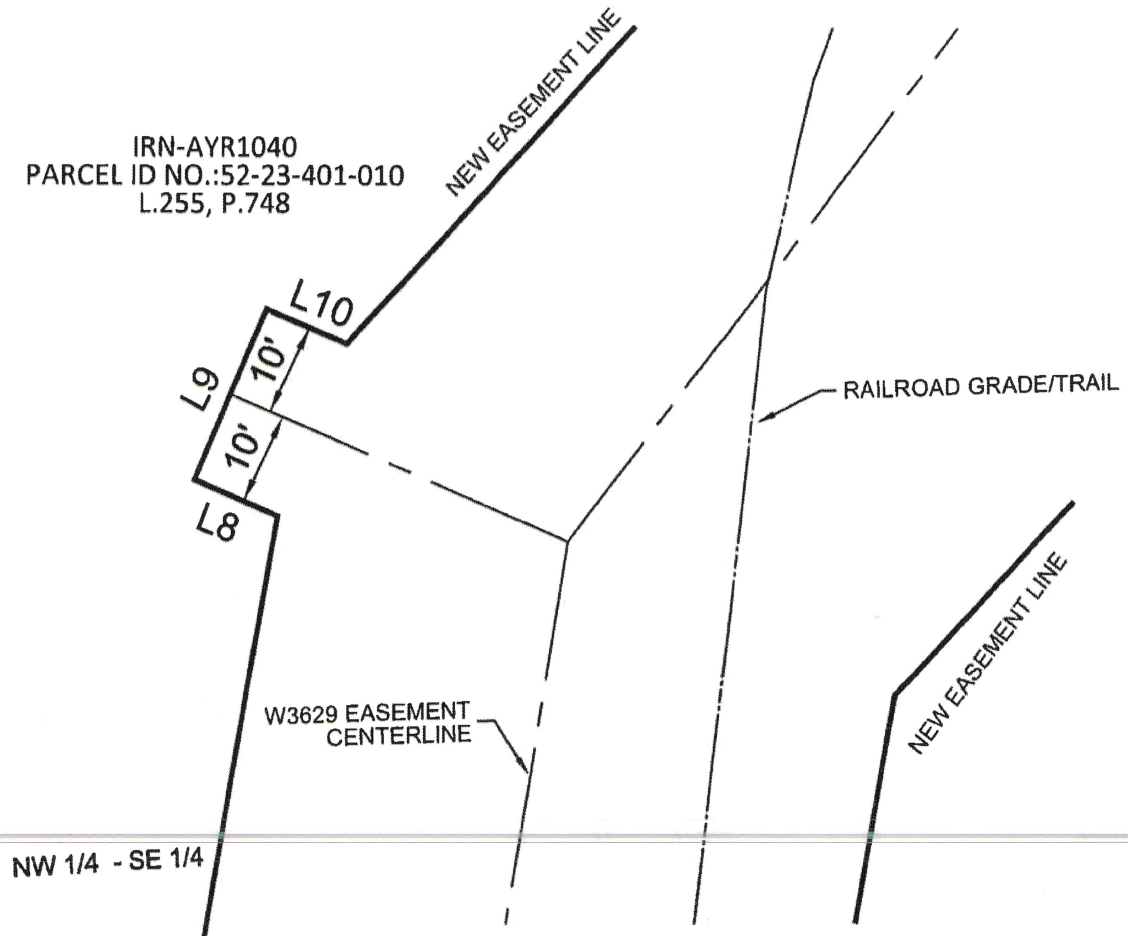 NEW EASEMENT LINE
IRN-AYR1040
PARCEL ID NO.:52-23-401-010
L.255, P.748
L10
10'
L9
10'
L8
RAILROAD GRADE/TRAIL
W3629 EASEMENT
CENTERLINE
NEW EASEMENT LINE
NW 1/4 - SE 1/4